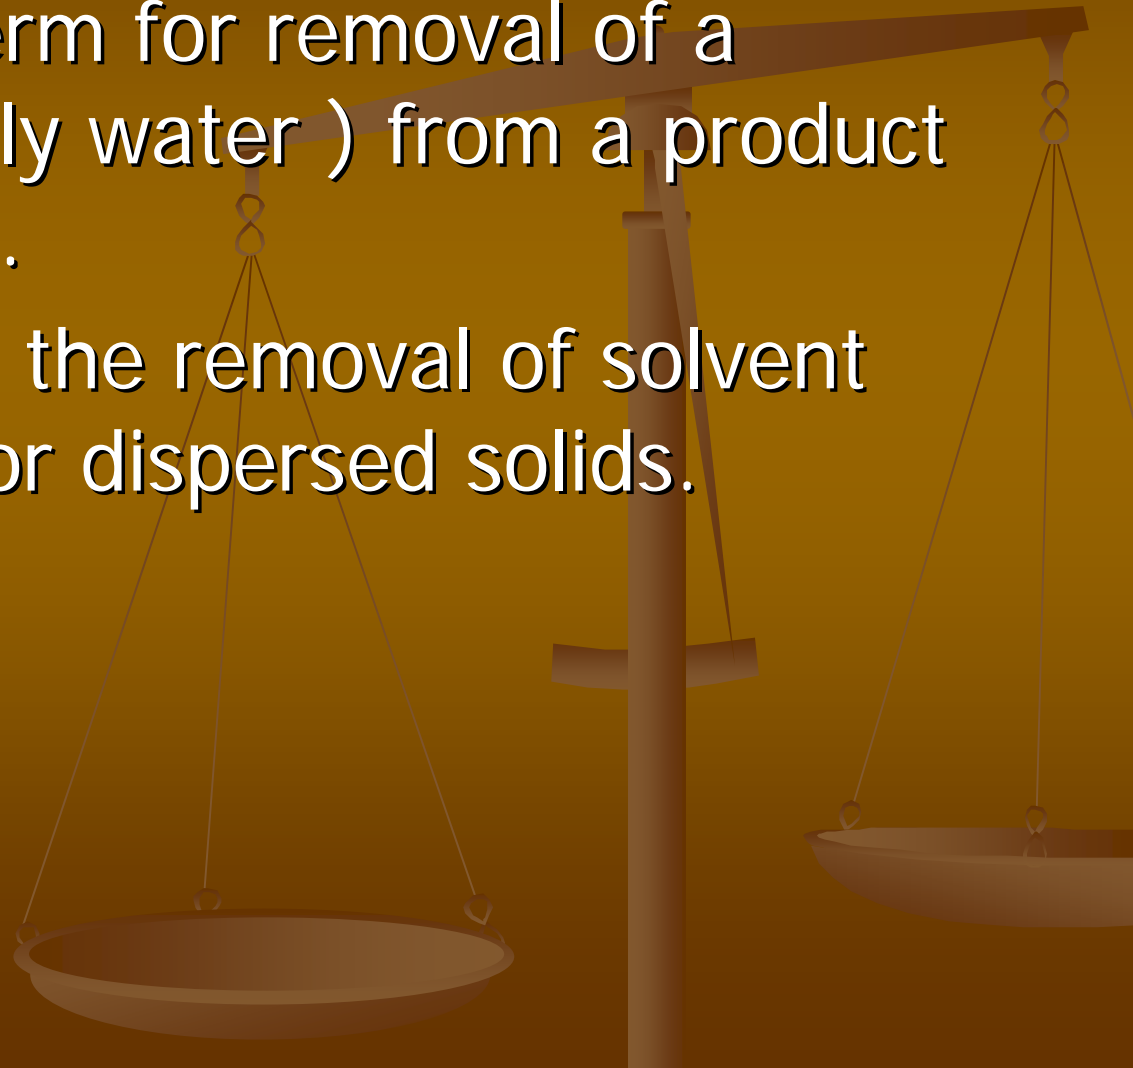 erm for removal of a
ly water ) from a product
.
the removal of solvent
or dispersed solids.